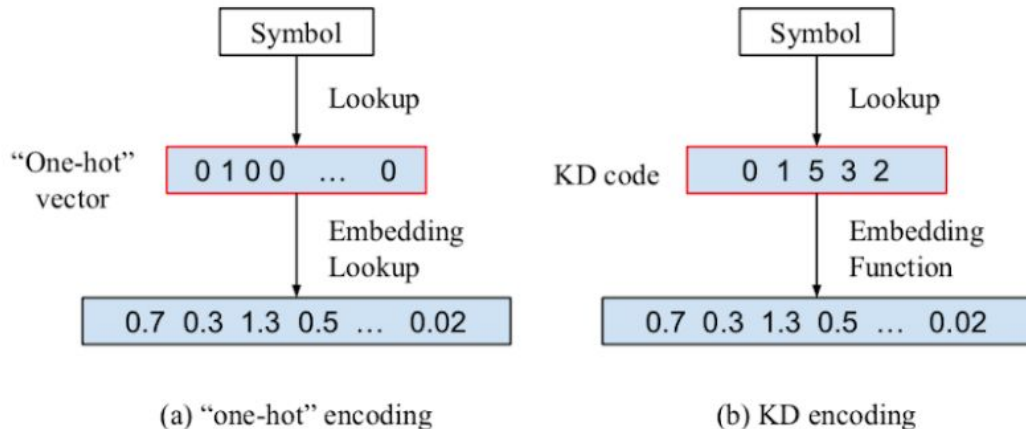 Symbol
Lookup
“One-hot”
vector
0 1 0 0 ... 0
Embedding
Lookup
0.7 0.3 1.3 0.5 ... 0.02
(a) “one-hot” encoding
Symbol
Lookup
KD code
0 1 5 3 2
Embedding
Function
0.7 0.3 1.3 0.5 ... 0.02
(b) KD encoding